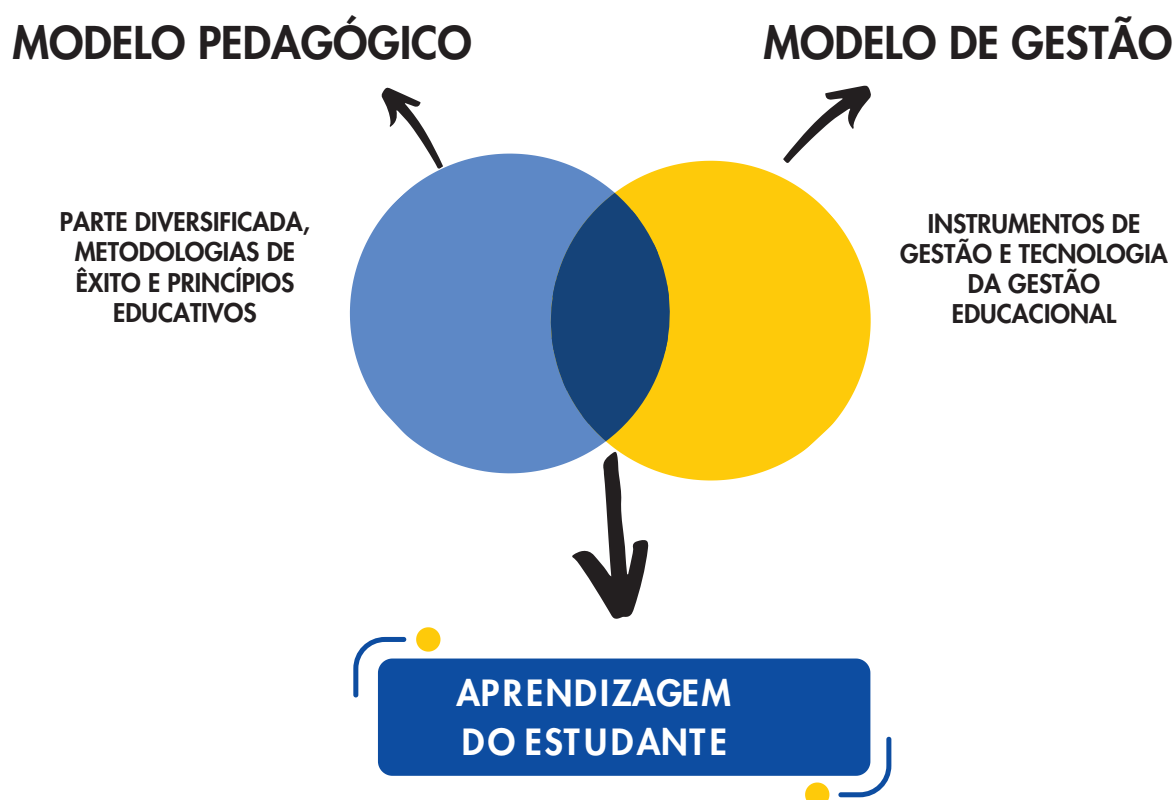 MODELO PEDAGÓGICO
MODELO DE GESTÃO
PARTE DIVERSIFICADA,
METODOLOGIAS DE
ÊXITO E PRINCÍPIOS
EDUCATIVOS
INSTRUMENTOS DE
GESTÃO E TECNOLOGIA
DA GESTÃO
EDUCACIONAL
APRENDIZAGEM
DO ESTUDANTE